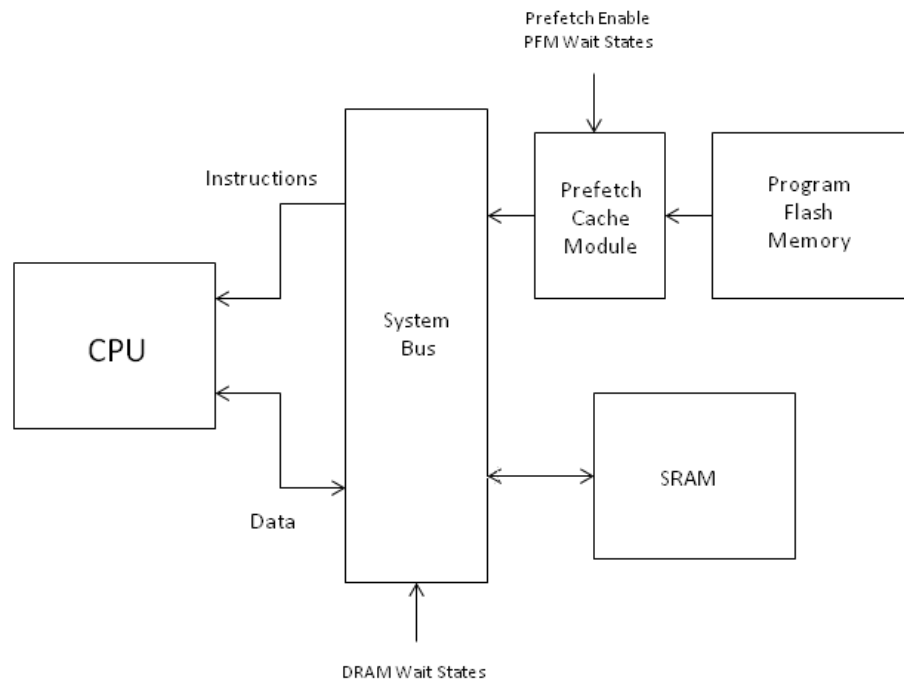 Prefetch Enable
PFM Wait States
Instructions
Prefetch
Cache
Module
Program
Flash
Memory
CPU
System
Bus
SRAM
Data
DRAM Wait States